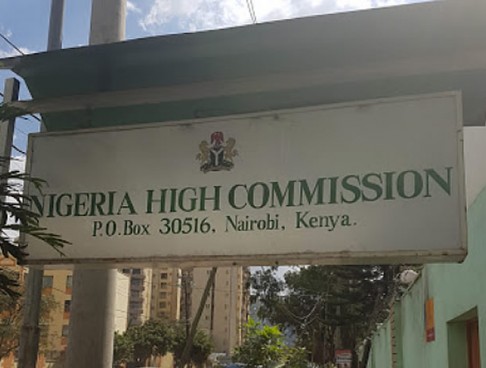 NIGERIA HIGH COMMISSION
P.O.Box 30516, Nairobi, Kenya.